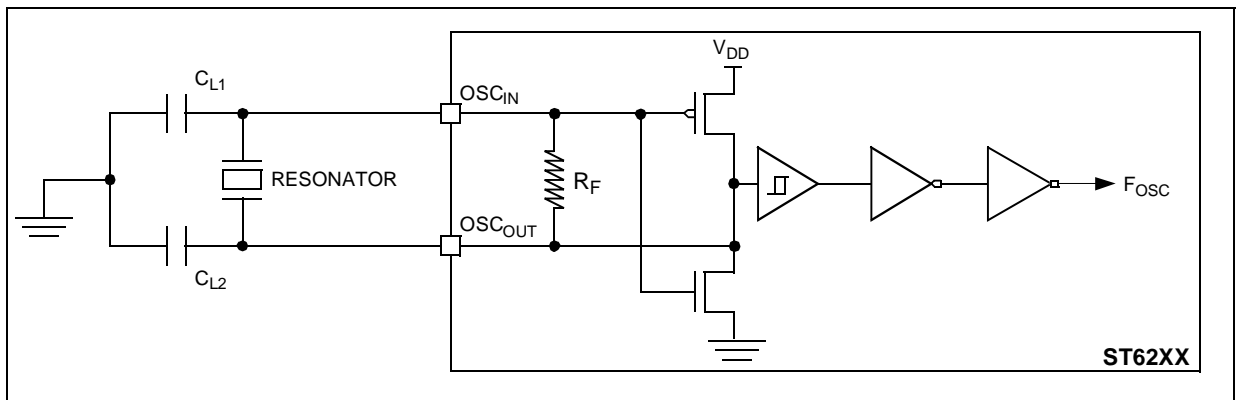 V_DD
C_L1
OSC_IN
RESONATOR
R_F
F_OSC
OSC_OUT
C_L2
ST62XX